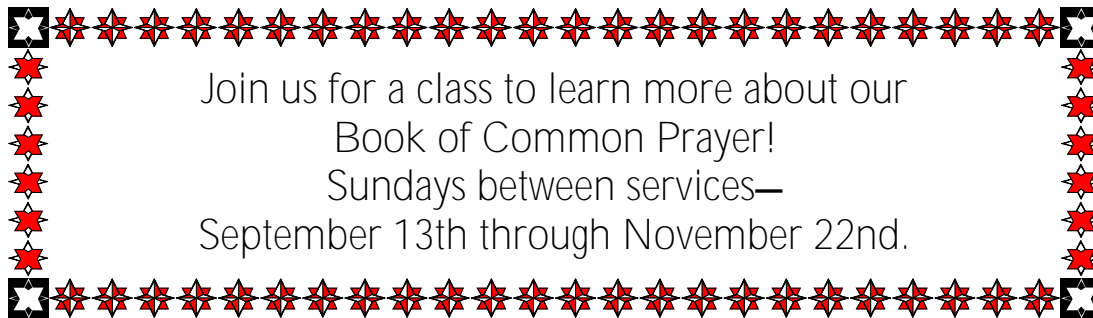 Join us for a class to learn more about our
Book of Common Prayer!
Sundays between services—
September 13th through November 22nd.